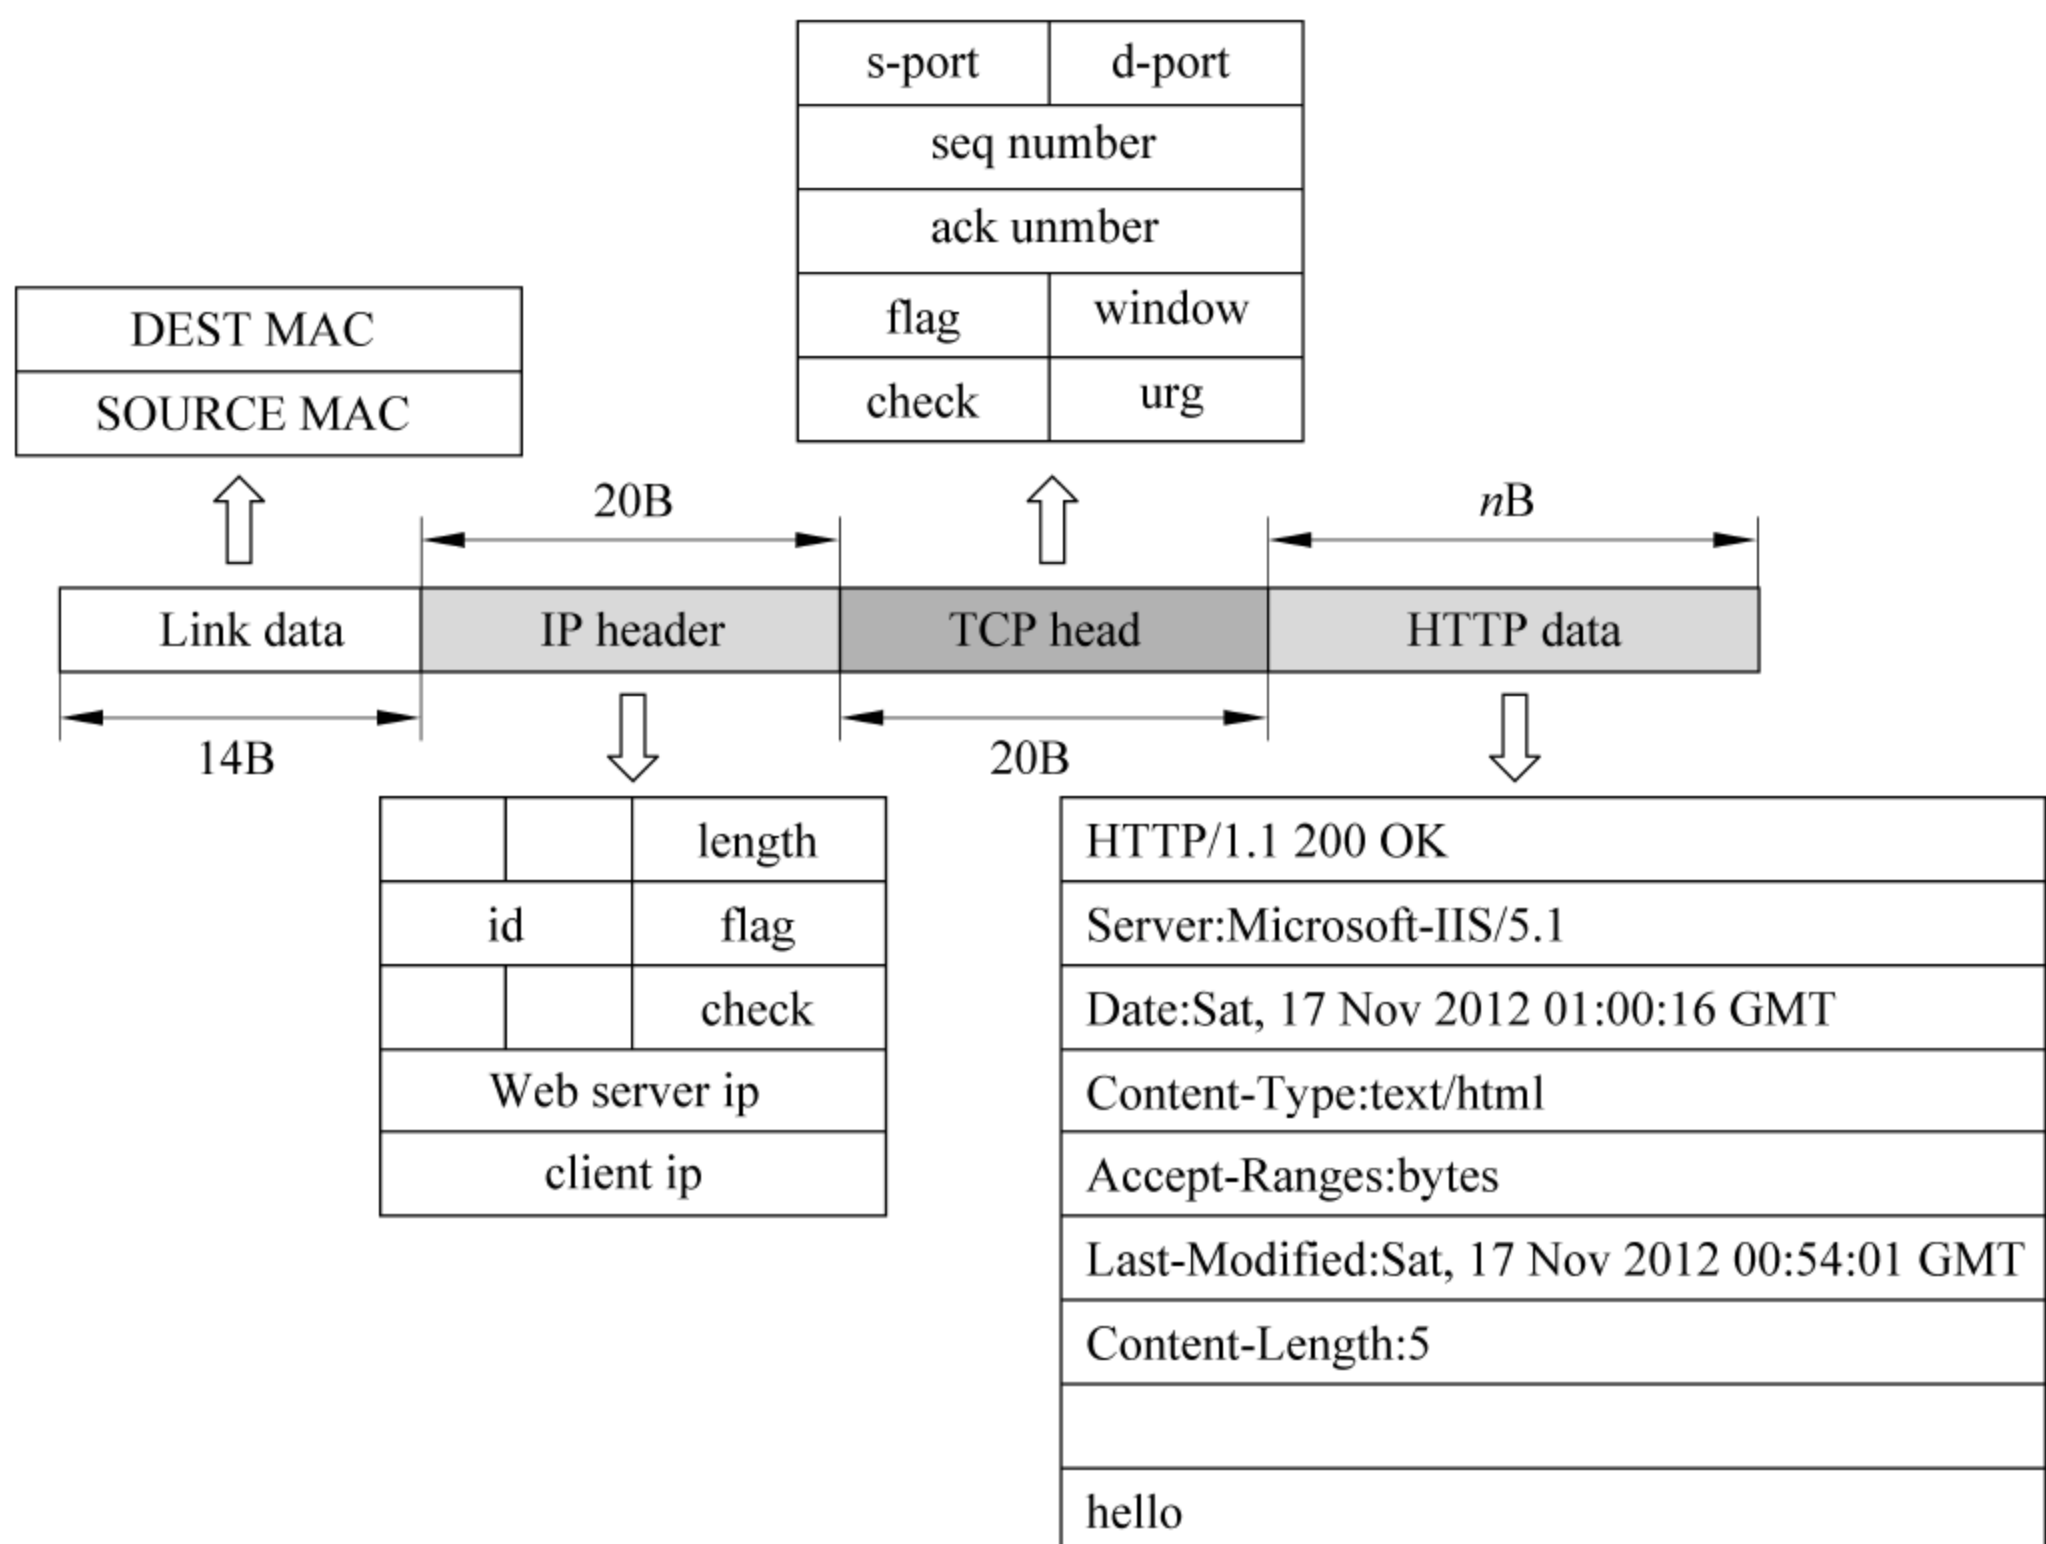 s-port d-port
seq number
ack unmber
flag window
check urg
DEST MAC
SOURCE MAC
20B nB
Link data IP header TCP head HTTP data
14B 20B
length
id flag
check
Web server ip
client ip
HTTP/1.1 200 OK
Server:Microsoft-IIS/5.1
Date:Sat, 17 Nov 2012 01:00:16 GMT
Content-Type:text/html
Accept-Ranges:bytes
Last-Modified:Sat, 17 Nov 2012 00:54:01 GMT
Content-Length:5
hello